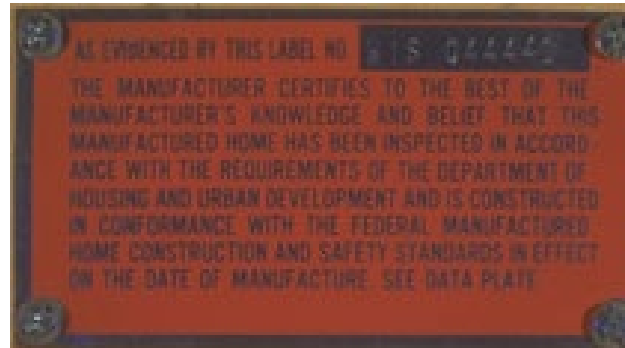 AS EVIDENCED BY THIS LABEL NO.
THE MANUFACTURER CERTIFIES TO THE BEST OF THE
MANUFACTURER'S KNOWLEDGE AND BELIEF THAT THIS
MANUFACTURED HOME HAS BEEN INSPECTED IN ACCORD-
ANCE WITH THE REQUIREMENTS OF THE DEPARTMENT OF
HOUSING AND URBAN DEVELOPMENT AND IS CONSTRUCTED
IN CONFORMANCE WITH THE FEDERAL MANUFACTURED
HOME CONSTRUCTION AND SAFETY STANDARDS IN EFFECT
ON THE DATE OF MANUFACTURE. SEE DATA PLATE